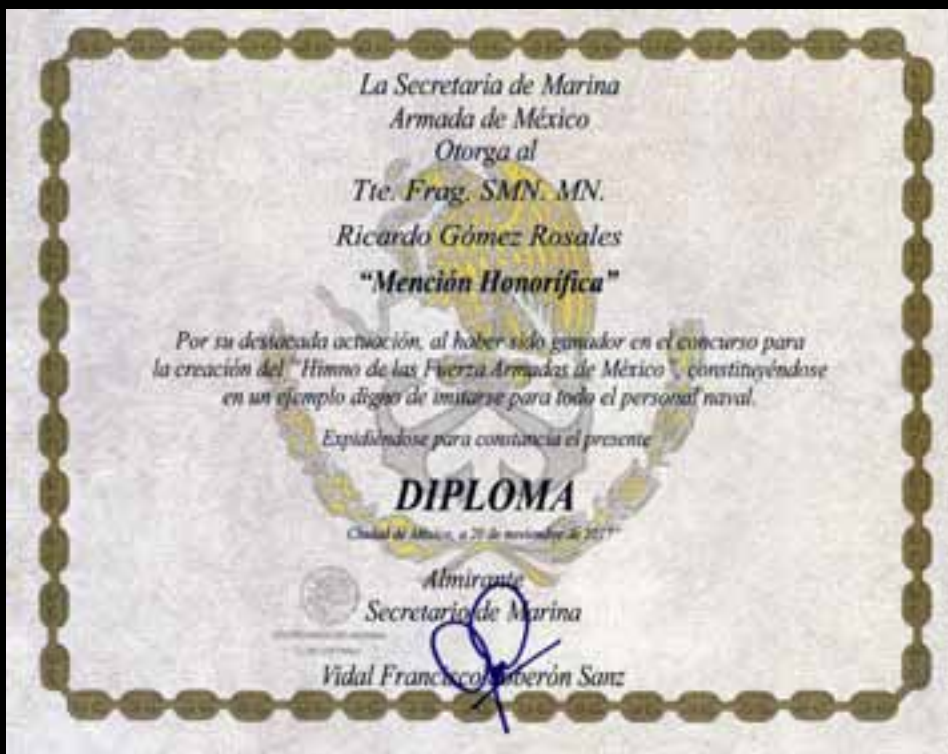 La Secretaría de Marina
Armada de México
Otorga al
Tte. Frag. SMN. MN.
Ricardo Gómez Rosales
“Mención Honorífica”
Por su destacada actuación, al haber sido ganador en el concurso para
la creación del "Himno de las Fuerza Armadas de México", constituyéndose
en un ejemplo digno de imitarse para todo el personal naval.
Expidiéndose para constancia el presente
DIPLOMA
Ciudad de México, a 20 de noviembre de 2017"
Almirante
Secretario de Marina
Vidal Francisco Soberón Sanz